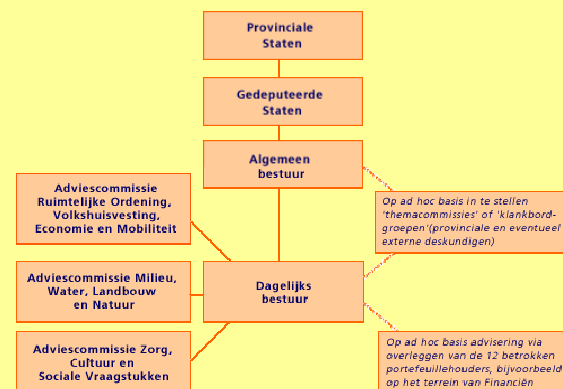 Provinciale
Staten
Gedeputeerde
Staten
Algemeen
bestuur
Adviescommissie
Ruimtelijke Ordening,
Volkshuisvesting,
Economie en Mobiliteit
Op ad hoc basis in te stellen
'themacommissies' of 'klankbord-
groepen'(provinciale en eventueel
externe deskundigen)
Adviescommissie Milieu,
Water, Landbouw
en Natuur
Dagelijks
bestuur
Adviescommissie Zorg,
Cultuur en
Sociale Vraagstukken
Op ad hoc basis advisering via
overleggen van de 12 betrokken
portefeuillehouders, bijvoorbeeld
op het terrein van Financiën